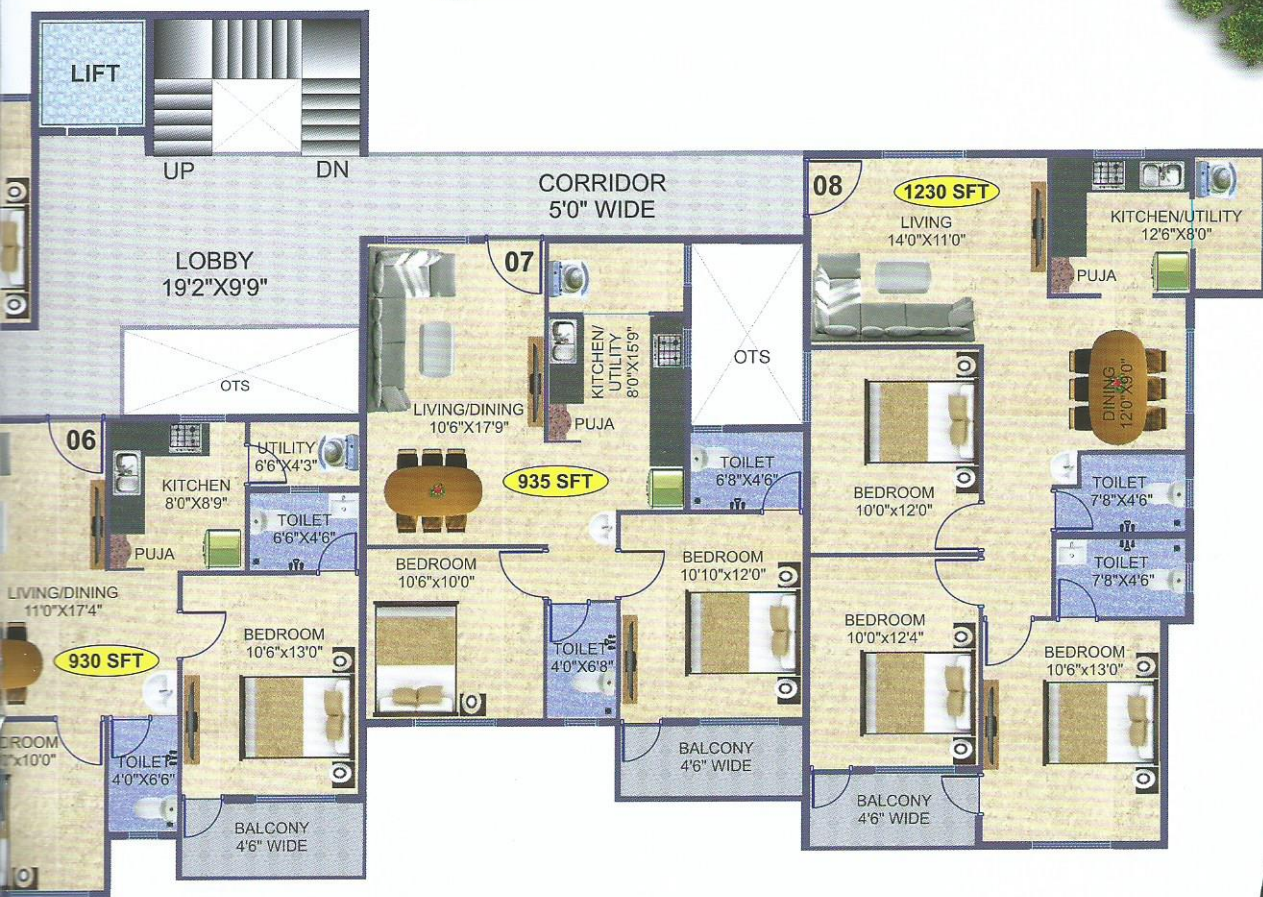 LIFT
UP
DN
CORRIDOR
5'0" WIDE
LOBBY
19'2"X9'9"
OTS
06
UTILITY
6'6"X4'3"
KITCHEN
8'0"X8'9"
TOILET
6'6"X4'6"
PUJA
LIVING/DINING
11'0"X17'4"
930 SFT
BEDROOM
10'6"x13'0"
TOILET
4'0"X6'6"
BALCONY
4'6" WIDE
07
KITCHEN/
UTILITY
8'0"X15'9"
LIVING/DINING
10'6"X17'9"
PUJA
935 SFT
OTS
TOILET
6'8"X4'6"
BEDROOM
10'6"x10'0"
BEDROOM
10'10"x12'0"
TOILET
4'0"X6'8"
BALCONY
4'6" WIDE
08
1230 SFT
LIVING
14'0"X11'0"
KITCHEN/UTILITY
12'6"X8'0"
PUJA
DINING
12'0"X9'0"
BEDROOM
10'0"x12'0"
TOILET
7'8"X4'6"
TOILET
7'8"X4'6"
BEDROOM
10'0"x12'4"
BEDROOM
10'6"x13'0"
BALCONY
4'6" WIDE